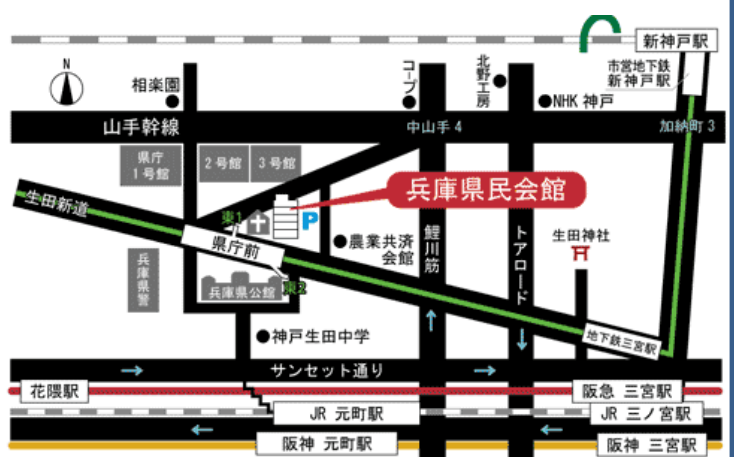 新神戸駅
N
相楽園
コープ
北野工房
市営地下鉄
新神戸駅
NHK 神戸
山手幹線
中山手 4
加納町 3
県庁
1号館
2号館
3号館
兵庫県民会館
生田新道
東1
P
県庁前
農業共済
会館
鯉川筋
トアロード
生田神社
兵庫県警
兵庫県公館
東2
神戸生田中学
地下鉄三宮駅
サンセット通り
花隈駅
阪急 三宮駅
JR 元町駅
JR 三ノ宮駅
阪神 元町駅
阪神 三宮駅